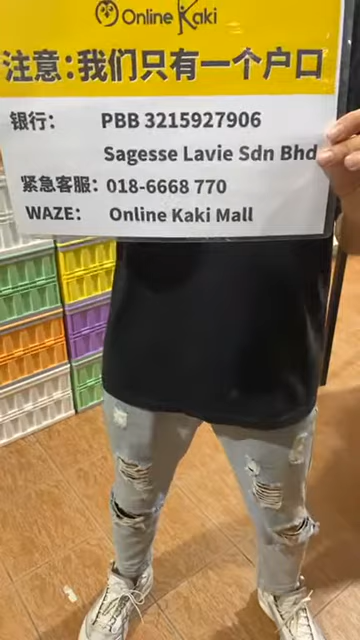 Online Kaki
注意：我们只有一个户口
银行： PBB 3215927906
Sagesse Lavie Sdn Bhd
紧急客服： 018-6668 770
WAZE： Online Kaki Mall